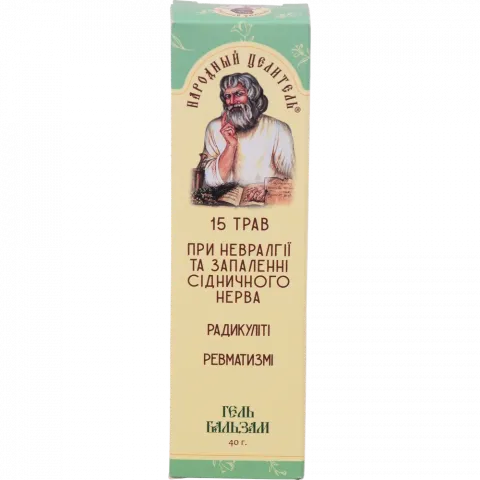 НАРОДНЫЙ ЦЕЛИТЕЛЬ®
15 ТРАВ
ПРИ НЕВРАЛГІЇ
ТА ЗАПАЛЕННІ
СІДНИЧНОГО
НЕРВА
РАДИКУЛІТІ
РЕВМАТИЗМІ
ГЕЛЬ
БАЛЬЗАМ
40 г.